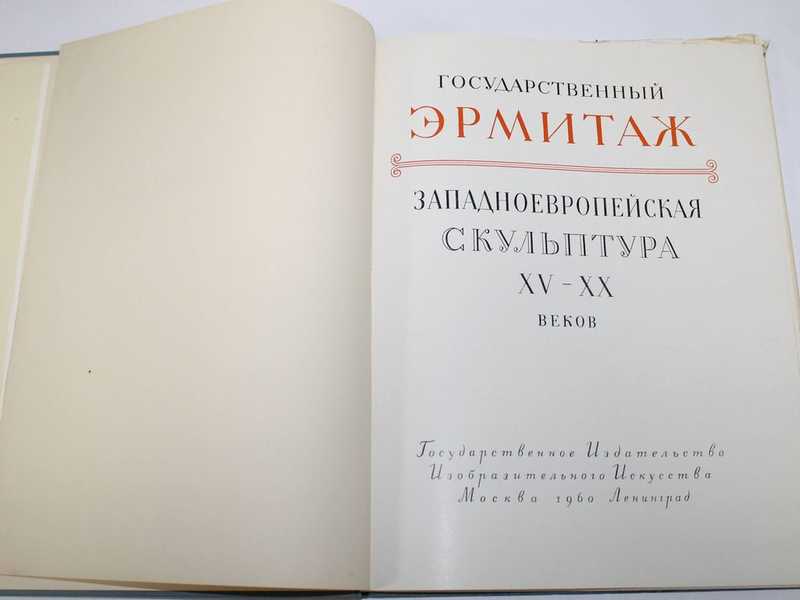 ГОСУДАРСТВЕННЫЙ
ЭРМИТАЖ
ЗАПАДНОЕВРОПЕЙСКАЯ
СКУЛЬПТУРА
XV – XX
ВЕКОВ
Государственное Издательство
Изобразительного Искусства
Москва 1960 Ленинград